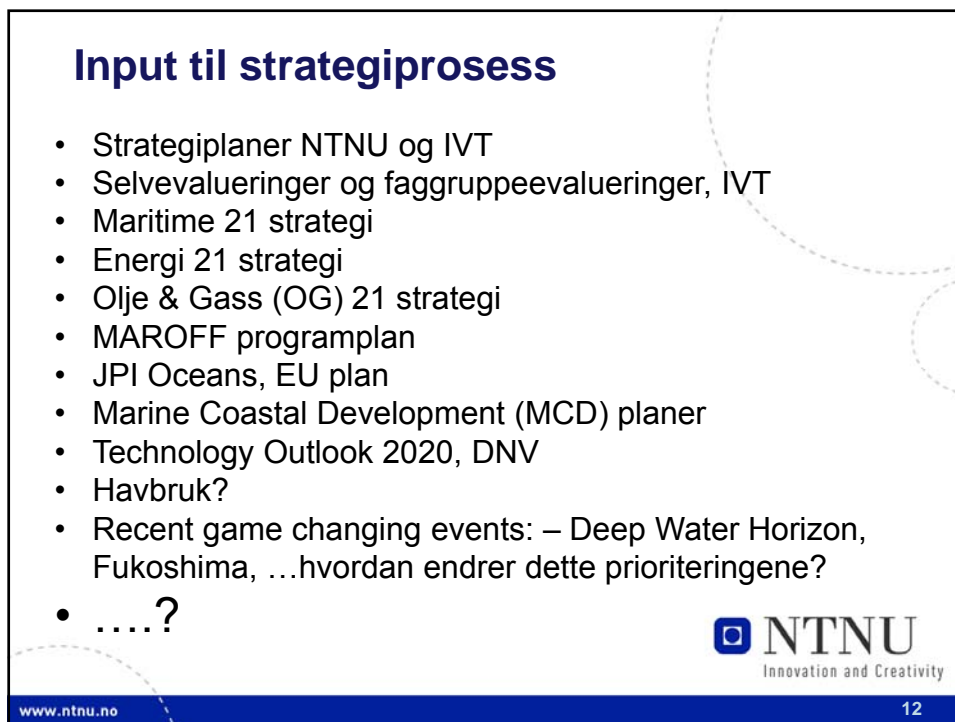 Input til strategiprosess
• Strategiplaner NTNU og IVT
• Selvevalueringer og faggruppeevalueringer, IVT
• Maritime 21 strategi
• Energi 21 strategi
• Olje & Gass (OG) 21 strategi
• MAROFF programplan
• JPI Oceans, EU plan
• Marine Coastal Development (MCD) planer
• Technology Outlook 2020, DNV
• Havbruk?
• Recent game changing events: – Deep Water Horizon,
Fukoshima, …hvordan endrer dette prioriteringene?
• ….?
NTNU
Innovation and Creativity
www.ntnu.no
12